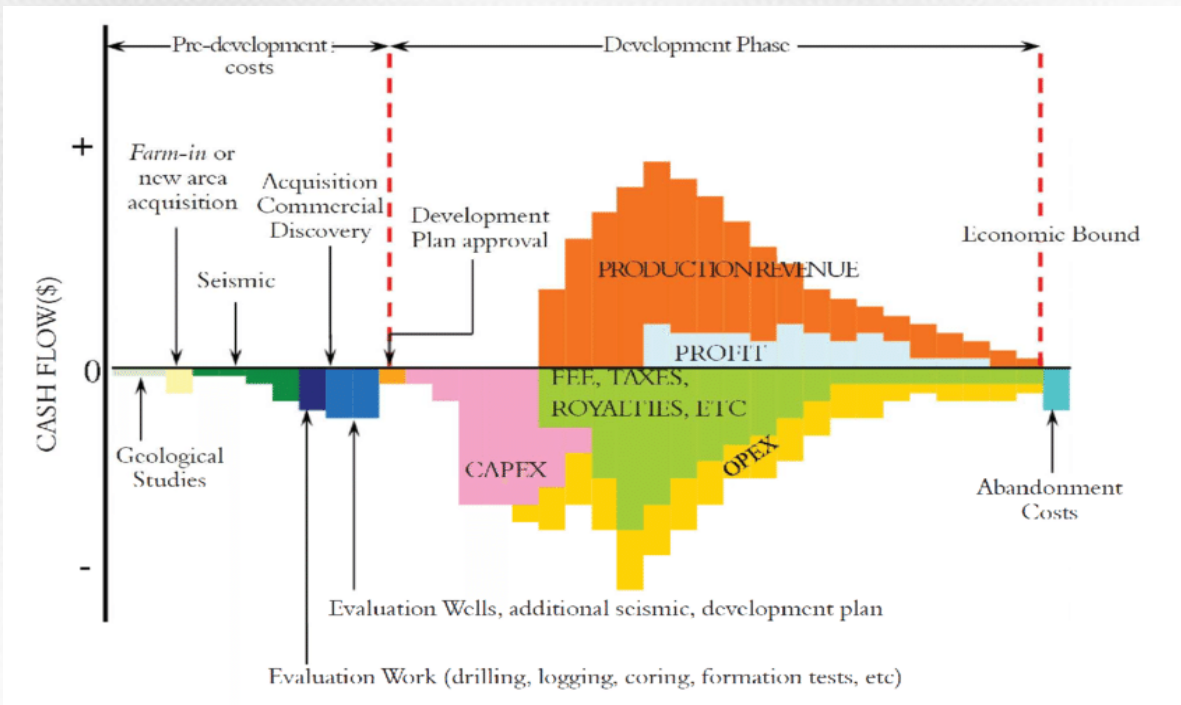 Pre-development
costs
Development Phase
+
Farm-in or
new area
acquisition
Acquisition
Commercial
Discovery
Development
Plan approval
Seismic
Economic Bound
PRODUCTION REVENUE
PROFIT
CASH FLOW($)
0
FEE, TAXES,
ROYALTIES, ETC
CAPEX
OPEX
Geological
Studies
Abandonment
Costs
-
Evaluation Wells, additional seismic, development plan
Evaluation Work (drilling, logging, coring, formation tests, etc)